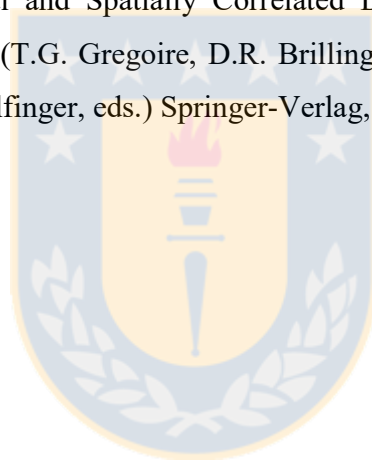 and Spatially Correlated
(T.G. Gregoire, D.R. Brilling
lfinger, eds.) Springer-Verlag,